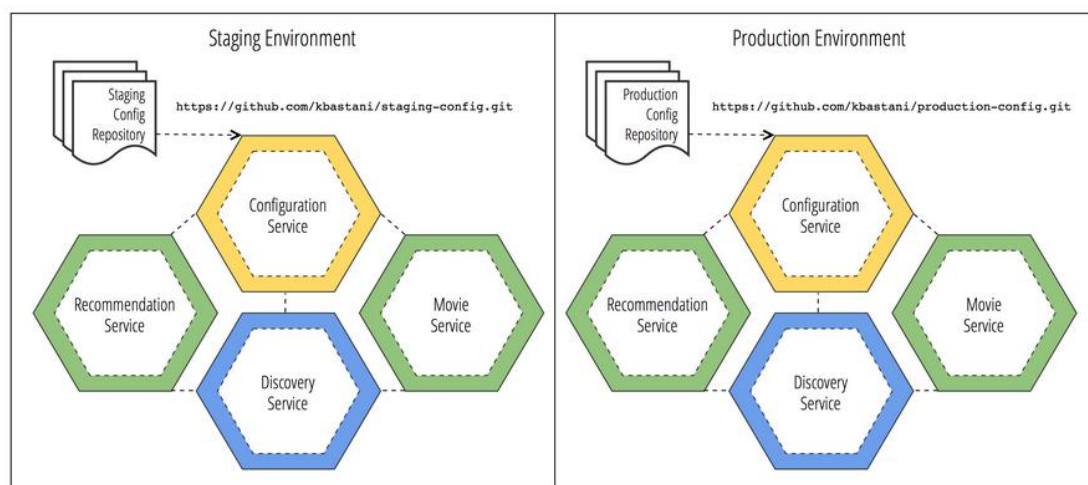 Staging Environment
Staging
Config
Repository
https://github.com/kbastani/staging-config.git
Configuration
Service
Recommendation
Service
Movie
Service
Discovery
Service
Production Environment
Production
Config
Repository
https://github.com/kbastani/production-config.git
Configuration
Service
Recommendation
Service
Movie
Service
Discovery
Service